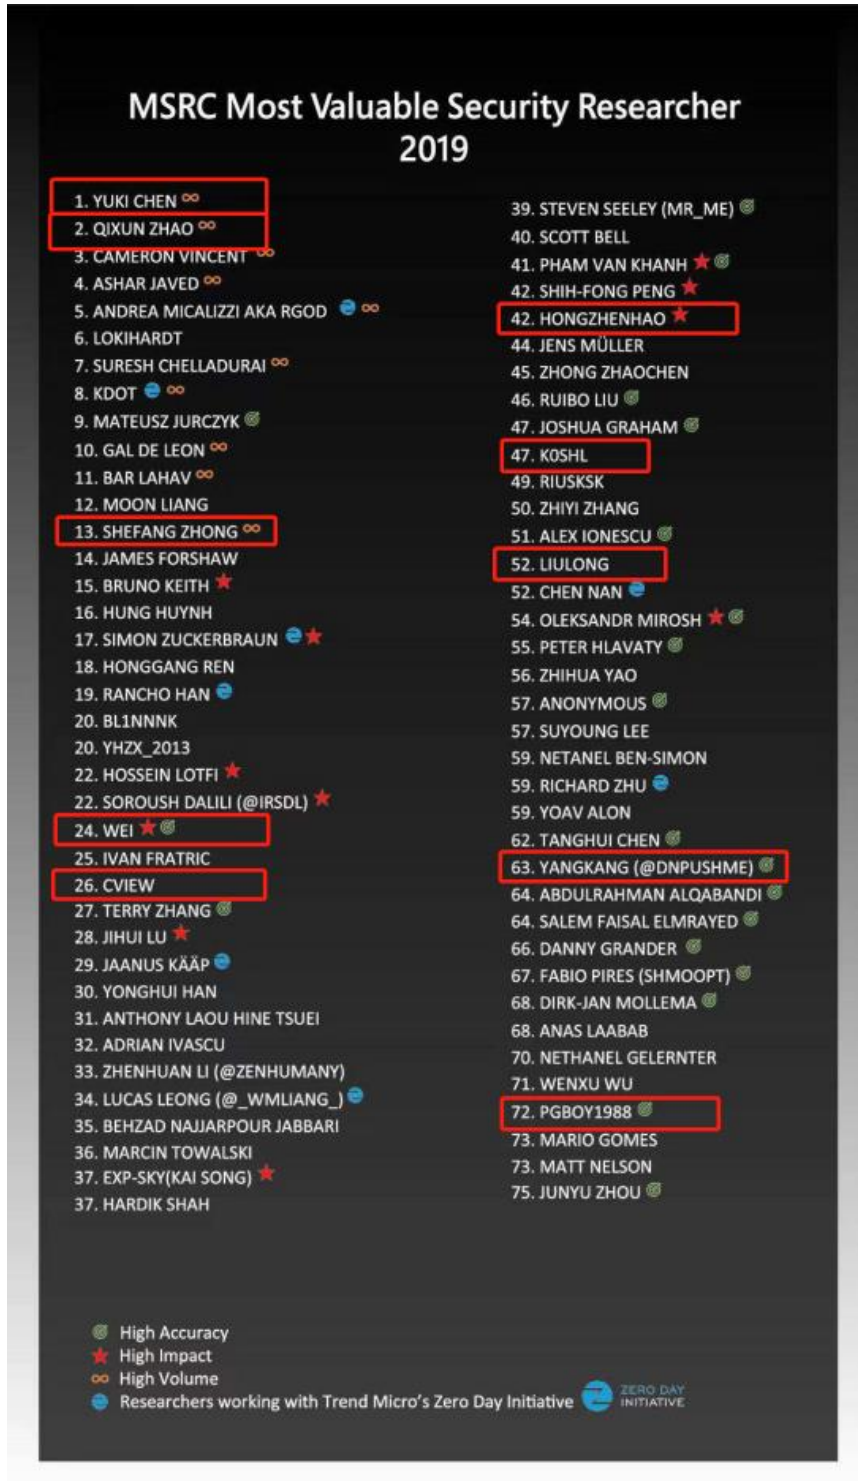 MSRC Most Valuable Security Researcher
2019
1. YUKI CHEN
2. QIXUN ZHAO
3. CAMERON VINCENT
4. ASHAR JAVED
5. ANDREA MICALIZZI AKA RGOD
6. LOKIHARDT
7. SURESH CHELLADURAI
8. KDOT
9. MATEUSZ JURCZYK
10. GAL DE LEON
11. BAR LAHAV
12. MOON LIANG
13. SHEFANG ZHONG
14. JAMES FORSHAW
15. BRUNO KEITH
16. HUNG HUYNH
17. SIMON ZUCKERBRAUN
18. HONGGANG REN
19. RANCHO HAN
20. BL1NNNK
20. YHZX_2013
22. HOSSEIN LOTFI
22. SOROUSH DALILI (@IRSDL)
24. WEI
25. IVAN FRATRIC
26. CVIEW
27. TERRY ZHANG
28. JIHUI LU
29. JAANUS KÄÄP
30. YONGHUI HAN
31. ANTHONY LAOU HINE TSUEI
32. ADRIAN IVASCU
33. ZHENHUAN LI (@ZENHUMANY)
34. LUCAS LEONG (@_WMLIANG_)
35. BEHZAD NAJJARPOUR JABBARI
36. MARCIN TOWALSKI
37. EXP-SKY(KAI SONG)
37. HARDIK SHAH
39. STEVEN SEELEY (MR_ME)
40. SCOTT BELL
41. PHAM VAN KHANH
42. SHIH-FONG PENG
42. HONGZHENHAO
44. JENS MÜLLER
45. ZHONG ZHAOCHEN
46. RUIBO LIU
47. JOSHUA GRAHAM
47. K0SHL
49. RIUSKSK
50. ZHIYI ZHANG
51. ALEX IONESCU
52. LIULONG
52. CHEN NAN
54. OLEKSANDR MIROSH
55. PETER HLAVATY
56. ZHIHUA YAO
57. ANONYMOUS
57. SUYOUNG LEE
59. NETANEL BEN-SIMON
59. RICHARD ZHU
59. YOAV ALON
62. TANGHUI CHEN
63. YANGKANG (@DNPUSHME)
64. ABDULRAHMAN ALQABANDI
64. SALEM FAISAL ELMRAYED
66. DANNY GRANDER
67. FABIO PIRES (SHMOOPT)
68. DIRK-JAN MOLLEMA
68. ANAS LAABAB
70. NETHANEL GELERNTER
71. WENXU WU
72. PGBOY1988
73. MARIO GOMES
73. MATT NELSON
75. JUNYU ZHOU
High Accuracy
High Impact
High Volume
Researchers working with Trend Micro's Zero Day Initiative
ZERO DAY
INITIATIVE